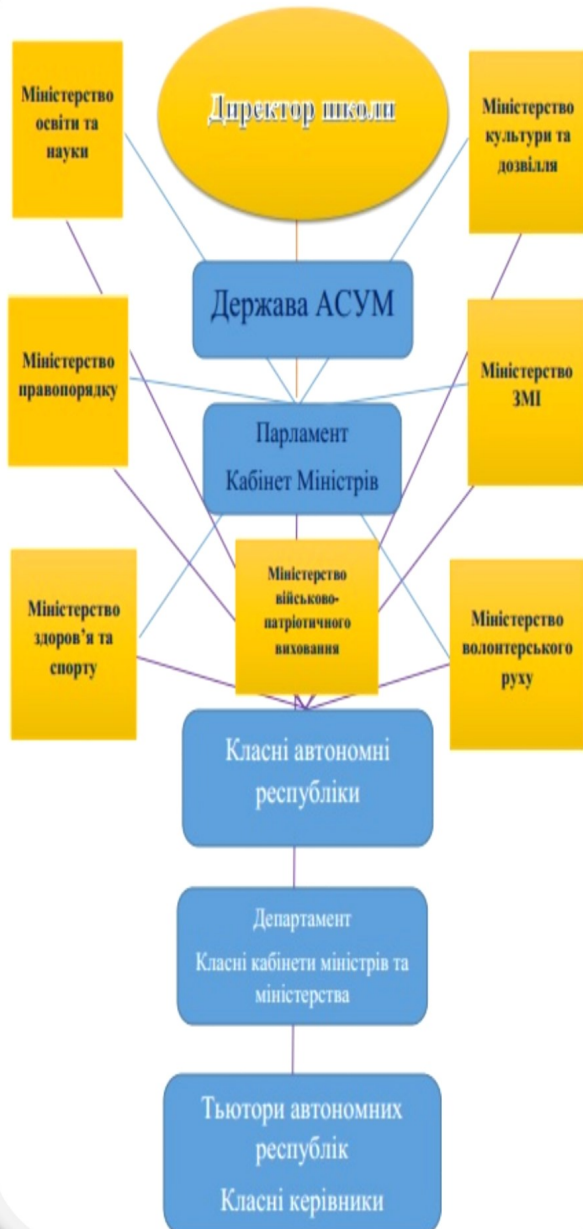 Директор школи
Міністерство
освіти та
науки
Міністерство
культури та
дозвілля
Держава АСУМ
Міністерство
правопорядку
Міністерство
ЗМІ
Парламент
Кабінет Міністрів
Міністерство
військово-
патріотичного
виховання
Міністерство
здоров’я та
спорту
Міністерство
волонтерського
руху
Класні автономні
республіки
Департамент
Класні кабінети міністрів та
міністерства
Тьютори автономних
республік
Класні керівники